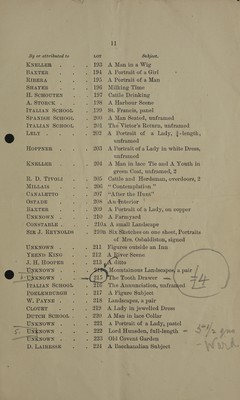 11
By or attributed to LOT Subject.
KNELLER . . . 193 A Man in a Wig
BAXTER . . . 194 A Portrait of a Girl
RIBERA . . . 195 A Portrait of a Man
SHAYER . . . 196 Milking Time
H. SCHOUTEN . . 197 Cattle Drinking
A. STORCK . . . 198 A Harbour Scene
ITALIAN SCHOOL . 199 St. Francis, panel
SPANISH SCHOOL . 200 A Man Seated, unframed
ITALIAN SCHOOL . 201 The Victor's Return, unframed
LELY . . . . 202 A Portrait of a Lady, ¾-length,
unframed
HOPPNER . . . 203 A Portrait of a Lady in white Dress,
unframed
KNELLER . . . 204 A Man in lace Tie and A Youth in
green Coat, unframed, 2
R. D. TITOLI . . 205 Cattle and Herdsman, overdoors, 2
MILLAIS . . . 206 "Contemplation"
CANALETTO . . 207 "After the Hunt"
OSTADE . . . 208 An Interior
BAXTER . . . 209 A Portrait of a Lady, on copper
UNKNOWN . . . 210 A Farmyard
CONSTABLE . . 210A A small Landscape
SIR J. REYNOLDS . 210B Six Sketches on one sheet, Portraits
of Mrs. Ostabliston, signed
UNKNOWN . . . 211 Figures outside an Inn
YEEND KING . . 212 A River Scene
J. H. HOOPER . . 213 A ditto
UNKNOWN . . . 214 Mountainous Landscapes, a pair
UNKNOWN . . . 215 The Tooth Drawer
ITALIAN SCHOOL . 216 The Annunciation, unframed
POELEMBURGH . 217 A Figure Subject
W. PAYNE . . . 218 Landscapes, a pair
CLOUET . . . 219 A Lady in jewelled Dress
DUTCH SCHOOL . . 220 A Man in lace Collar
UNKNOWN . . . 221 A Portrait of a Lady, pastel
UNKNOWN . . . 222 Lord Munsden, full-length
UNKNOWN . . . 223 Old Covent Garden
D. LAIRESSE . . 224 A Bacchanalian Subject